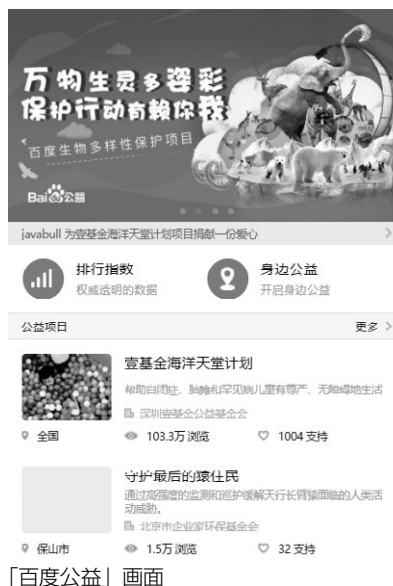 万物生灵多姿彩
保护行动有赖你我
百度生物多样性保护项目
Bai公益
javabull 为壹基金海洋天堂计划项目捐献一份爱心
排行指数
权威透明的数据
身边公益
开启身边公益
公益项目
更多
壹基金海洋天堂计划
帮助自闭症、脑瘫和罕见病儿童有尊严、无障碍地生活
深圳壹基金公益基金会
全国
103.3万 浏览
1004 支持
守护最后的猿住民
通过高强度的监测和巡护缓解天行长臂猿面临的人类活
动威胁。
北京市企业家环保基金会
保山市
1.5万 浏览
32 支持
「百度公益」画面